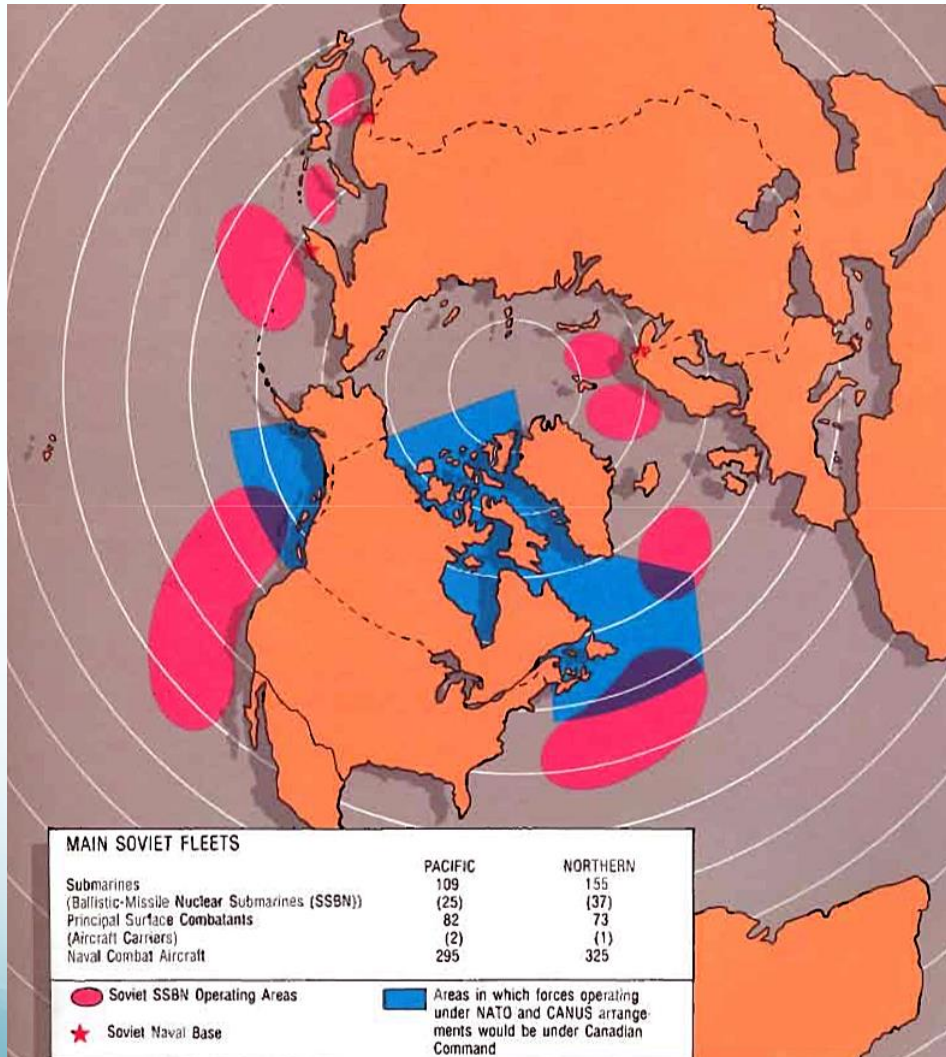 MAIN SOVIET FLEETS
PACIFIC NORTHERN
Submarines 109 155
(Ballistic-Missile Nuclear Submarines (SSBN)) (25) (37)
Principal Surface Combatants 82 73
(Aircraft Carriers) (2) (1)
Naval Combat Aircraft 295 325
Soviet SSBN Operating Areas
Soviet Naval Base
Areas in which forces operating
under NATO and CANUS arrange-
ments would be under Canadian
Command